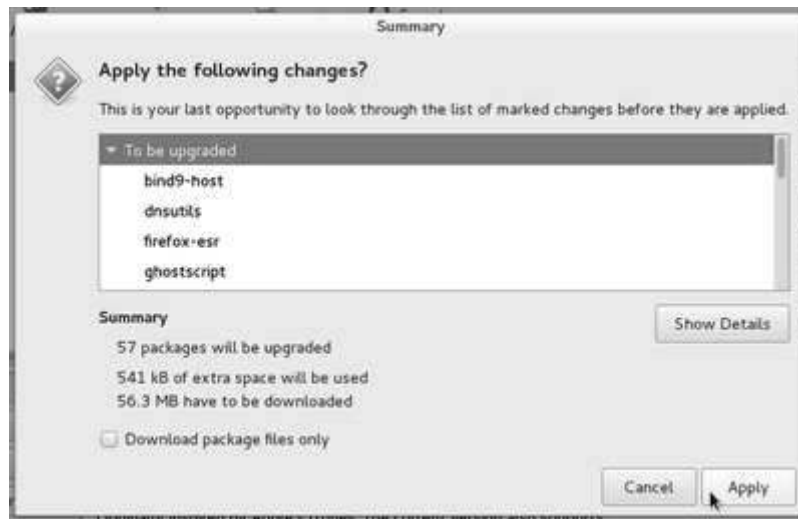 Summary
Apply the following changes?
This is your last opportunity to look through the list of marked changes before they are applied.
To be upgraded
bind9-host
dnsutils
firefox-esr
ghostscript
Summary
Show Details
57 packages will be upgraded
541 kB of extra space will be used
56.3 MB have to be downloaded
Download package files only
Cancel
Apply